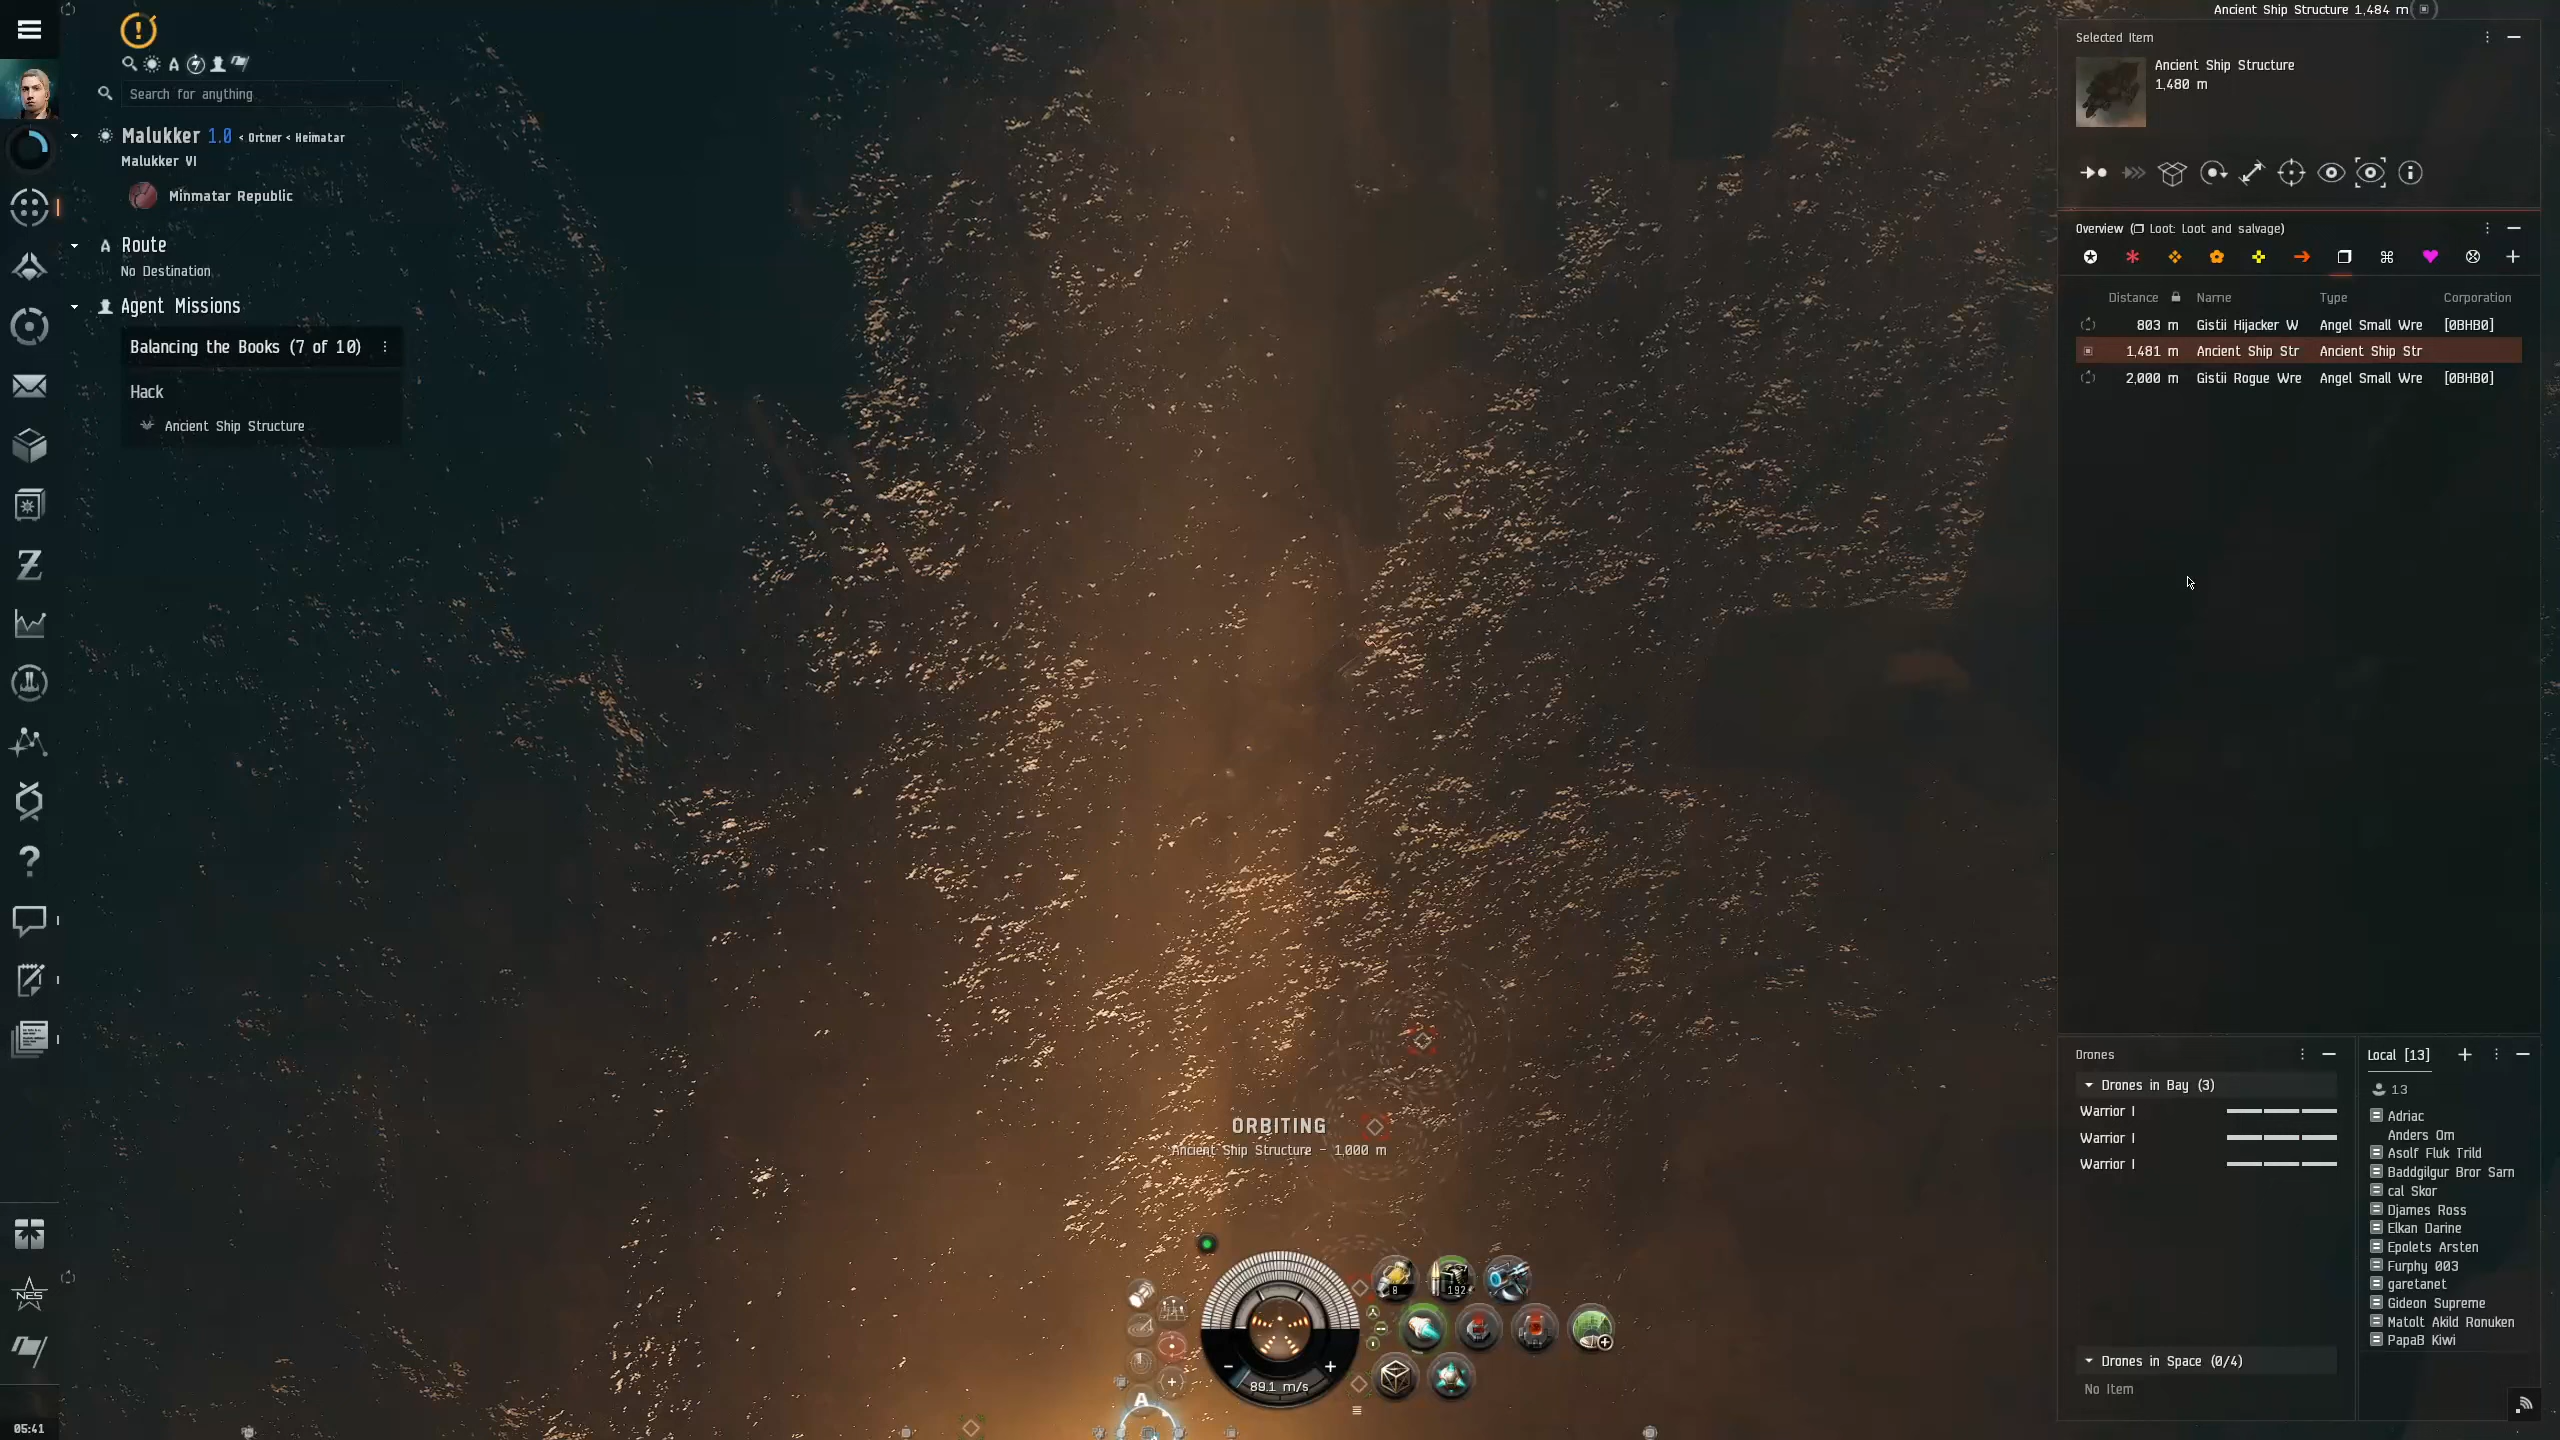 Ancient Ship Structure 1,484 m
Search for anything
Malukker 1.0 < Ortner < Heimatar
Malukker VI
Minmatar Republic
Route
No Destination
Agent Missions
Balancing the Books (7 of 10)
Hack
Ancient Ship Structure
NES
05:41
Selected Item
Ancient Ship Structure
1,480 m
Overview (Loot: Loot and salvage)
Distance Name Type Corporation
803 m Gistii Hijacker W Angel Small Wre [0BHB0]
1,481 m Ancient Ship Str Ancient Ship Str
2,000 m Gistii Rogue Wre Angel Small Wre [0BHB0]
ORBITING
Ancient Ship Structure - 1,000 m
8
192
89.1 m/s
A
Drones
Drones in Bay (3)
Warrior I
Warrior I
Warrior I
Drones in Space (0/4)
No Item
Local [13]
13
Adriac
Anders Om
Asolf Fluk Trild
Baddgilgur Bror Sarn
cal Skor
Djames Ross
Elkan Darine
Epolets Arsten
Furphy 003
garetanet
Gideon Supreme
Matolt Akild Ronuken
PapaB Kiwi